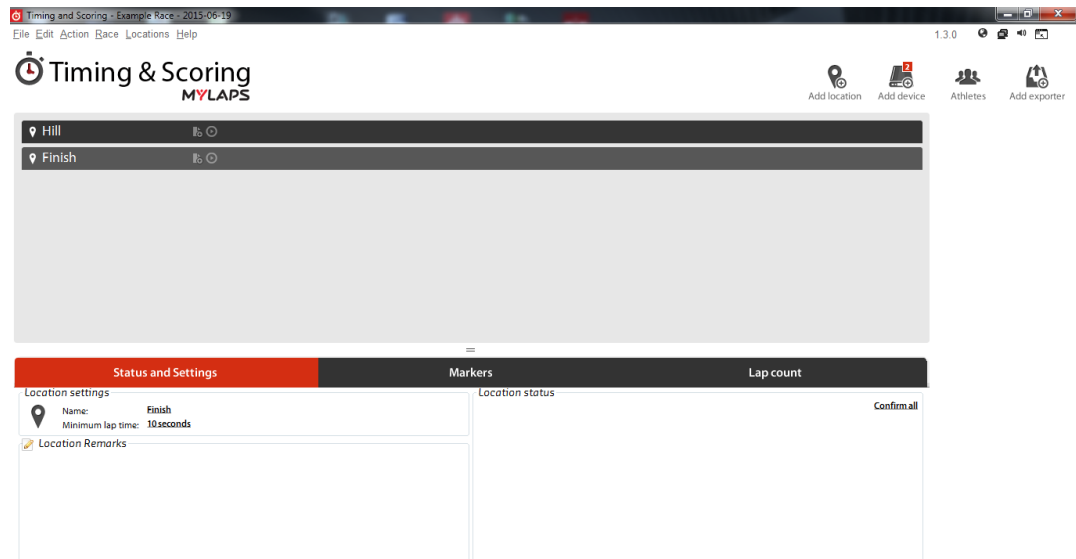 Timing and Scoring - Example Race - 2015-06-19
File Edit Action Race Locations Help
1.3.0
Timing & Scoring
MYLAPS
2
Add location Add device Athletes Add exporter
Hill
Finish
Status and Settings Markers Lap count
Location settings Location status
Name: Finish
Confirm all
Minimum lap time: 10 seconds
Location Remarks